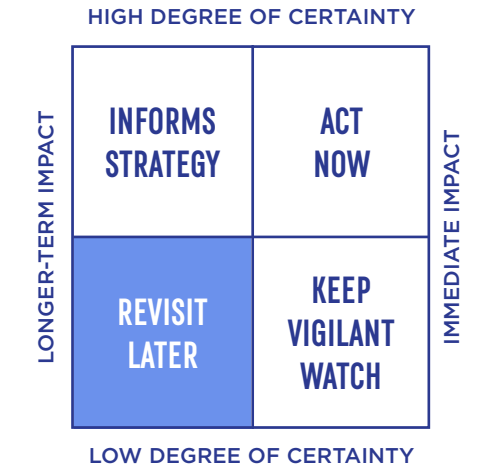 HIGH DEGREE OF CERTAINTY
LONGER-TERM IMPACT
INFORMS
STRATEGY
ACT
NOW
IMMEDIATE IMPACT
REVISIT
LATER
KEEP
VIGILANT
WATCH
LOW DEGREE OF CERTAINTY